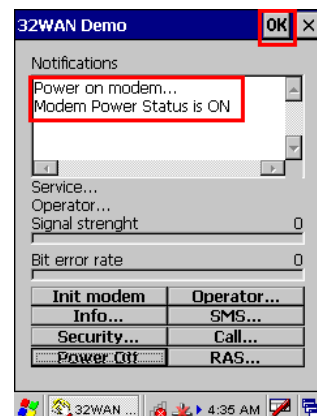 32WAN Demo OK ×
Notifications
Power on modem...
Modem Power Status is ON
Service...
Operator...
Signal strenght 0
Bit error rate 0
Init modem Operator...
Info... SMS...
Security... Call...
Power Off RAS...
32WAN ... 4:35 AM